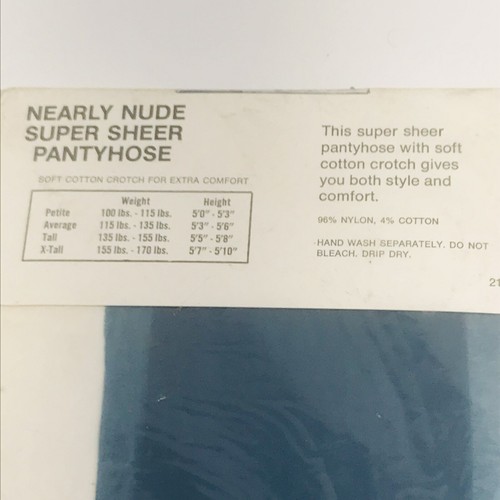 NEARLY NUDE
SUPER SHEER
PANTYHOSE
SOFT COTTON CROTCH FOR EXTRA COMFORT
Weight Height
Petite 100 lbs. - 115 lbs. 5'0" - 5'3"
Average 115 lbs. - 135 lbs. 5'3" - 5'6"
Tall 135 lbs. - 155 lbs. 5'5" - 5'8"
X-Tall 155 lbs. - 170 lbs. 5'7" - 5'10"
This super sheer
pantyhose with soft
cotton crotch gives
you both style and
comfort.
96% NYLON, 4% COTTON
HAND WASH SEPARATELY. DO NOT
BLEACH. DRIP DRY.
21